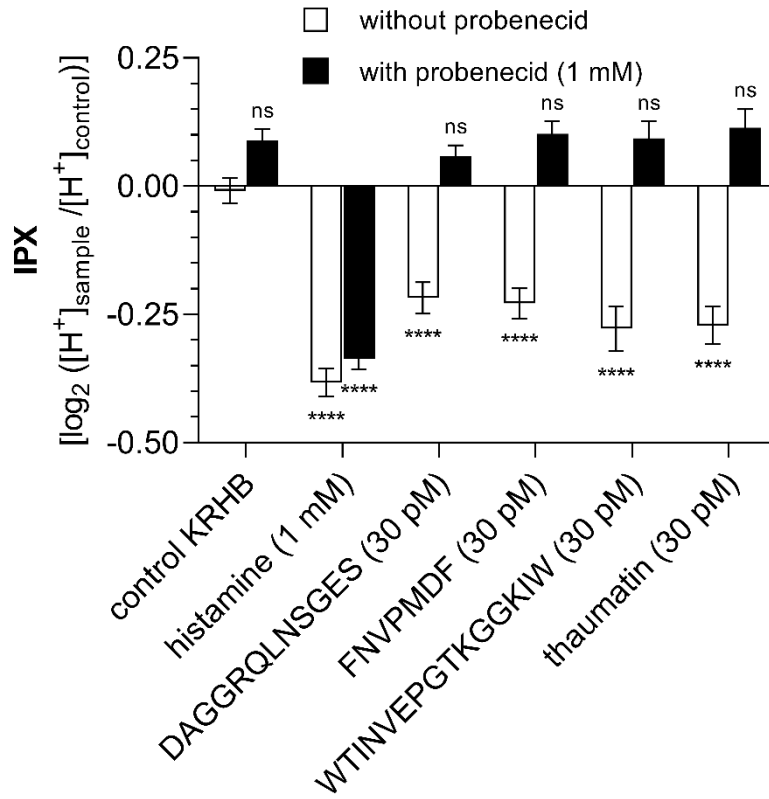 without probenecid
with probenecid (1 mM)
IPX
[log₂ ([H⁺]sample /[H⁺]control)]
0.25
0.00
-0.25
-0.50
ns
ns
ns
ns
ns
****
****
****
****
****
****
control KRHB
histamine (1 mM)
DAGGRQLNSGES (30 pM)
FNVPMDF (30 pM)
WTINVEPGTKGGKIW (30 pM)
thaumatin (30 pM)